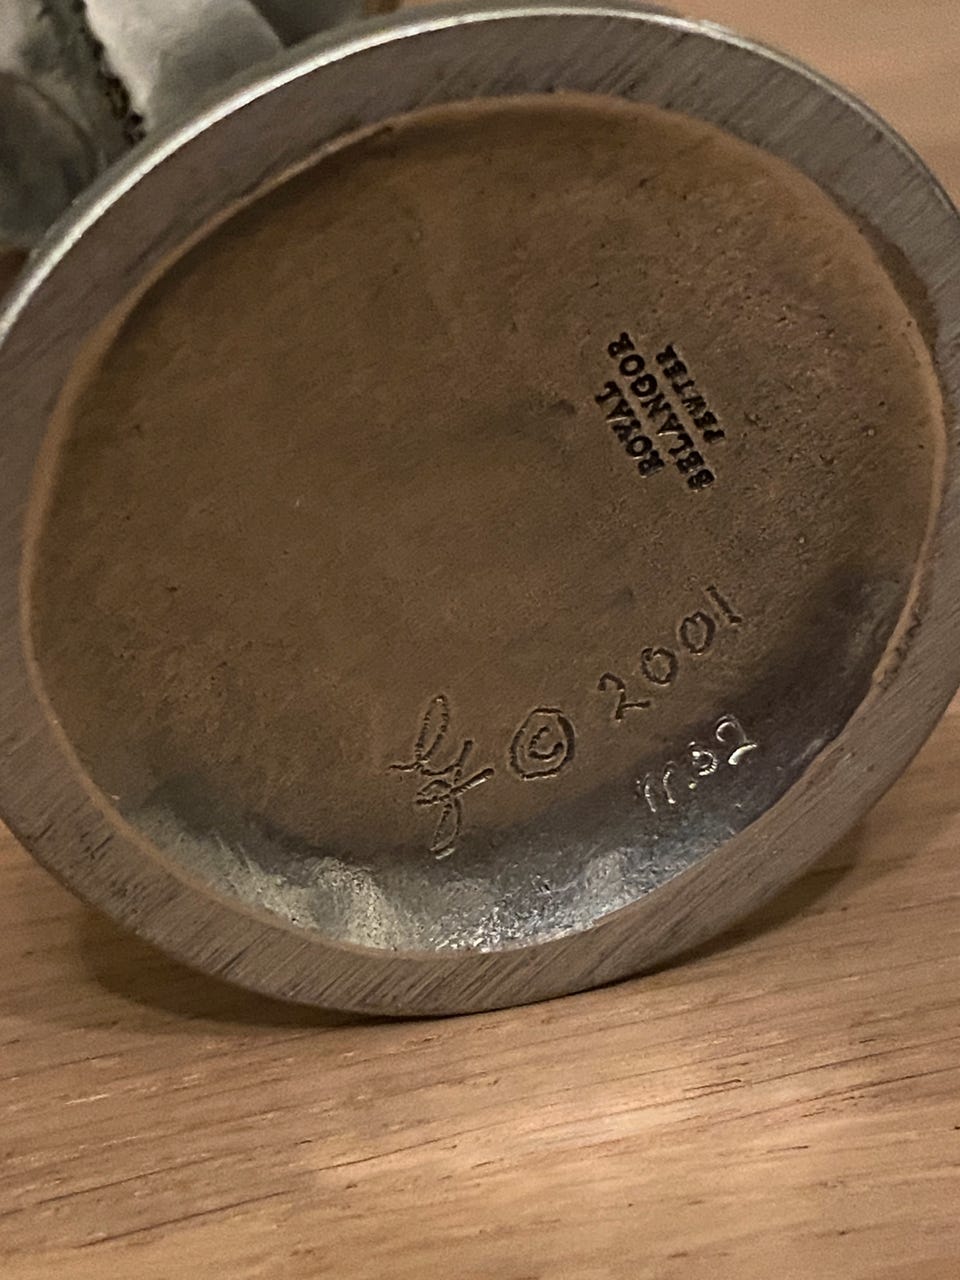 ROYAL
SELANGOR
PEWTER
© 2001